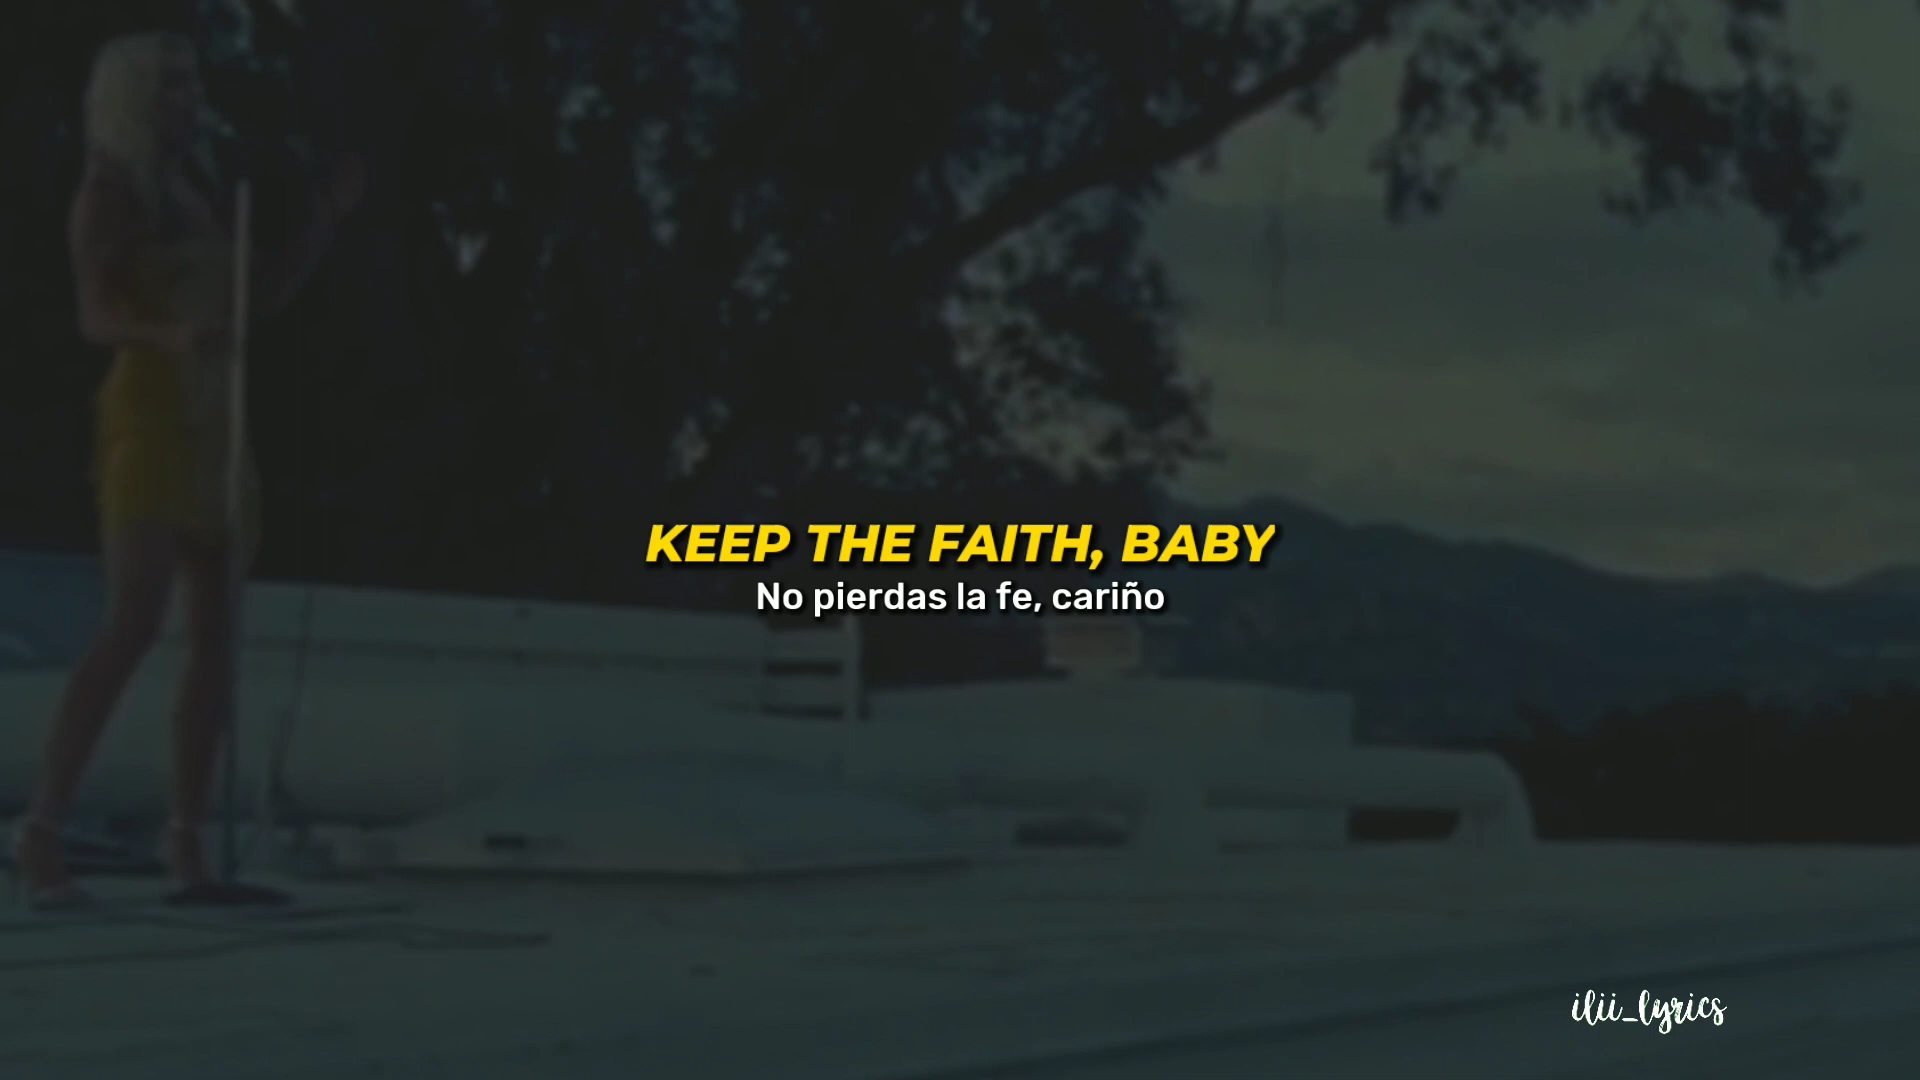 KEEP THE FAITH, BABY
No pierdas la fe, cariño
ilii_lyrics